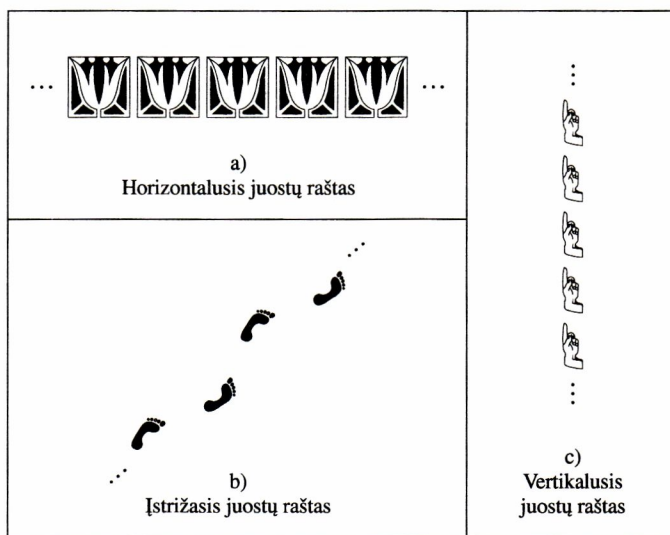 a)
Horizontalusis juostų raštas
b)
Įstrižasis juostų raštas
c)
Vertikalusis
juostų raštas